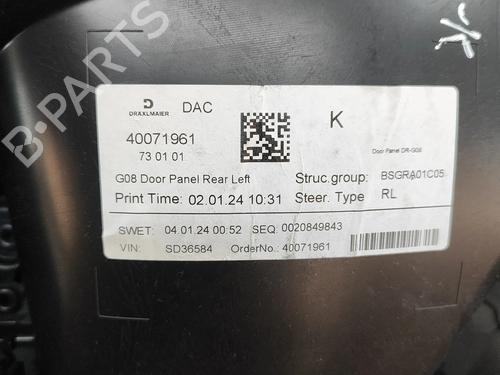 B-PARTS
D
DRÄXLMAIER
DAC
40071961
73 01 01
K
Door Panel DR-G08
G08 Door Panel Rear Left
Struc.group: BSGRA01C05
Print Time: 02.01.24 10:31
Steer. Type RL
SWET: 04.01.24 00:52 SEQ: 0020849843
VIN: SD36584 OrderNo.: 40071961